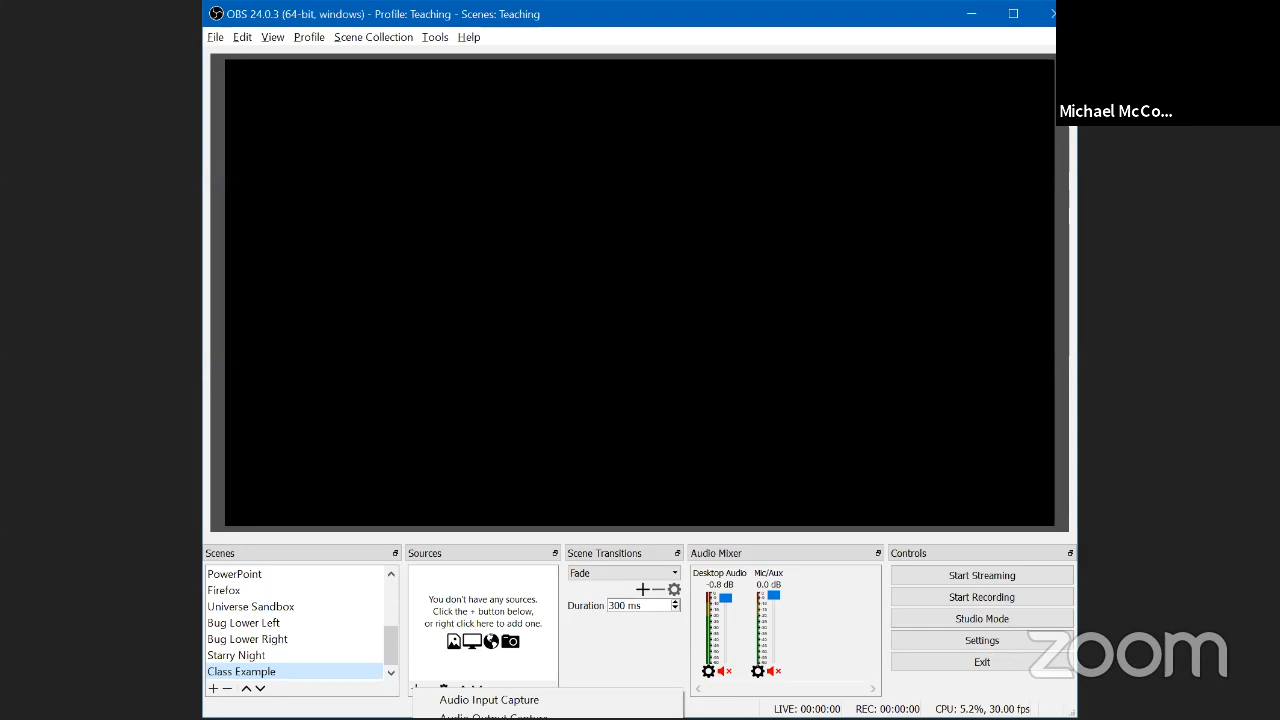 OBS 24.0.3 (64-bit, windows) - Profile: Teaching - Scenes: Teaching
Michael McCo...
File Edit View Profile Scene Collection Tools Help
Scenes
PowerPoint
Firefox
Universe Sandbox
Bug Lower Left
Bug Lower Right
Starry Night
Class Example
Sources
You don't have any sources.
Click the + button below,
or right click here to add one.
Audio Input Capture
Audio Output Capture
Scene Transitions
Fade
Duration 300 ms
Audio Mixer
Desktop Audio
-0.8 dB
Mic/Aux
0.0 dB
Controls
Start Streaming
Start Recording
Studio Mode
Settings
Exit
LIVE: 00:00:00 REC: 00:00:00 CPU: 5.2%, 30.00 fps
zoom